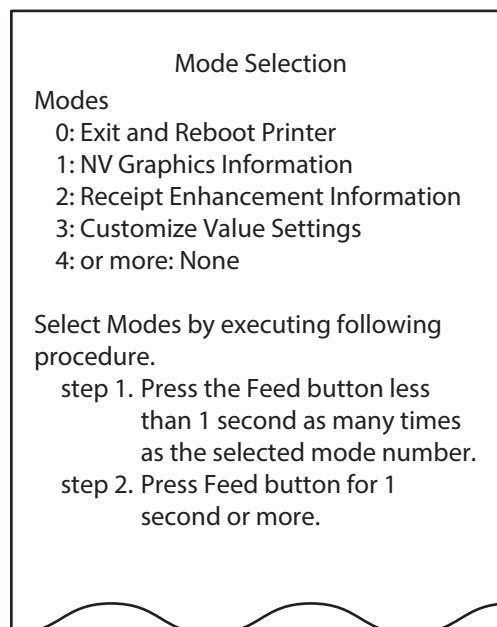 Mode Selection
Modes
0: Exit and Reboot Printer
1: NV Graphics Information
2: Receipt Enhancement Information
3: Customize Value Settings
4: or more: None
Select Modes by executing following
procedure.
step 1. Press the Feed button less
than 1 second as many times
as the selected mode number.
step 2. Press Feed button for 1
second or more.